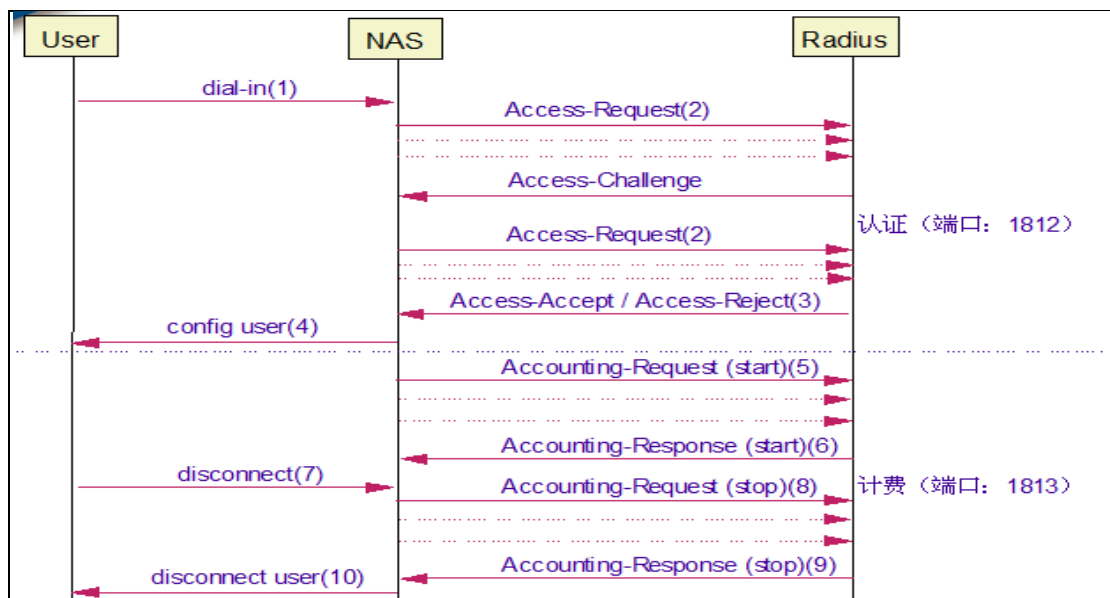 User
NAS
Radius
dial-in(1)
Access-Request(2)
Access-Challenge
认证（端口：1812）
Access-Request(2)
Access-Accept / Access-Reject(3)
config user(4)
Accounting-Request (start)(5)
Accounting-Response (start)(6)
disconnect(7)
Accounting-Request (stop)(8)
计费（端口：1813）
Accounting-Response (stop)(9)
disconnect user(10)